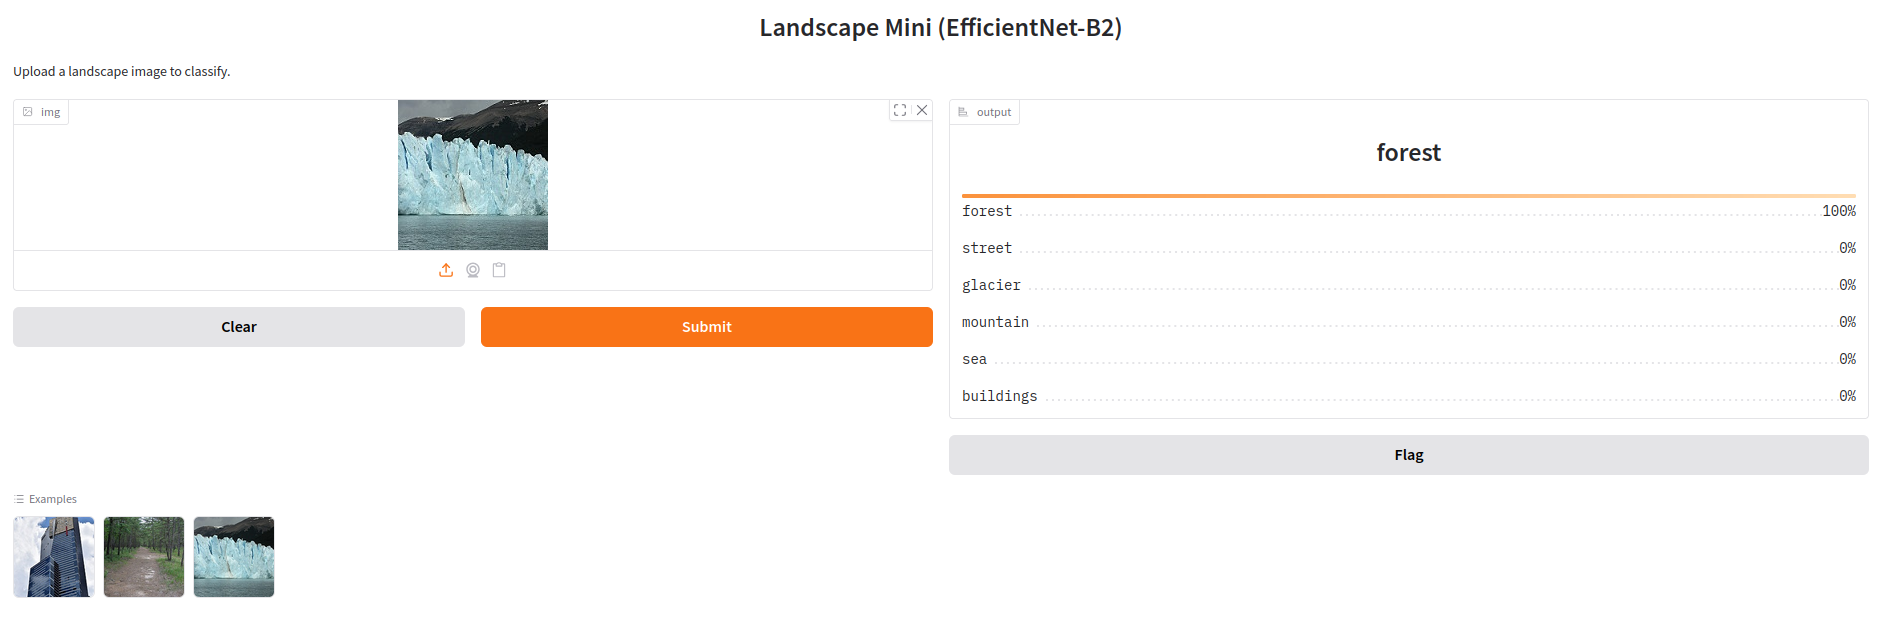 Landscape Mini (EfficientNet-B2)
Upload a landscape image to classify.
img
Clear
Submit
output
forest
forest 100%
street 0%
glacier 0%
mountain 0%
sea 0%
buildings 0%
Flag
Examples